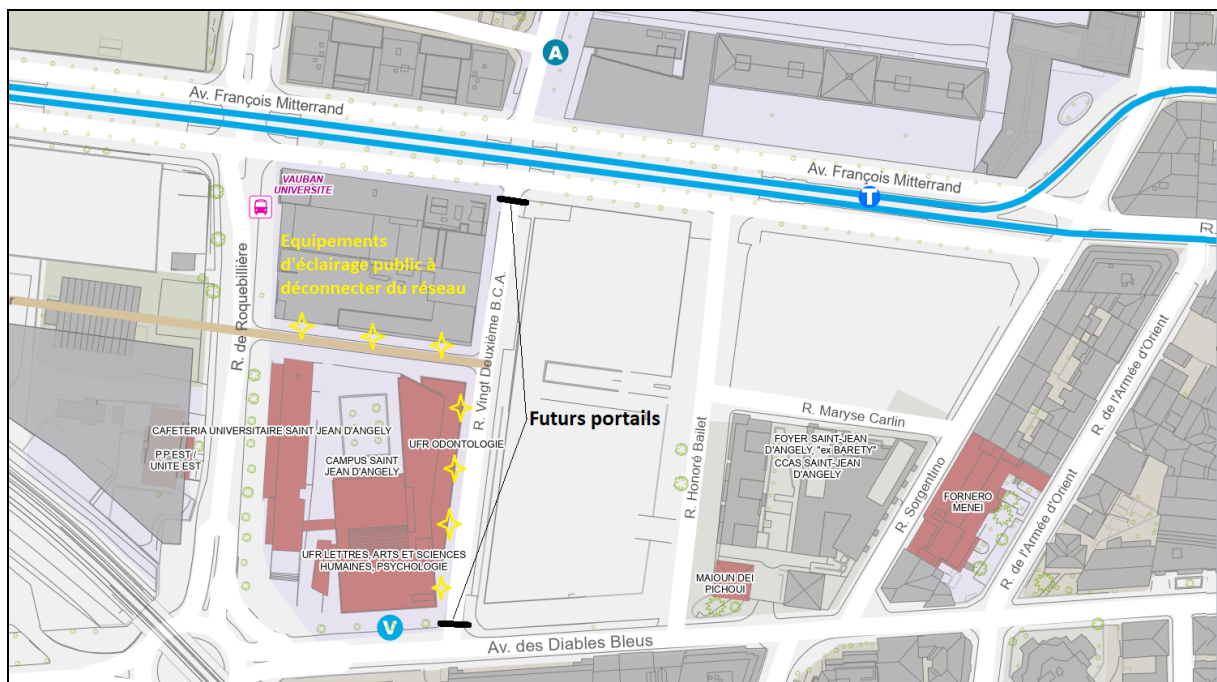 A
Av. François Mitterrand
VAUBAN
UNIVERSITE
Av. François Mitterrand
T
R.
Equipements
d'éclairage public à
déconnecter du réseau
R. de Roquebillière
R. Vingt Deuxième B.C.A.
Futurs portails
CAFETERIA UNIVERSITAIRE SAINT JEAN D'ANGELY
P.P EST /
UNITE EST
CAMPUS SAINT
JEAN D'ANGELY
UFR ODONTOLOGIE
UFR LETTRES, ARTS ET SCIENCES
HUMAINES, PSYCHOLOGIE
R. Honoré Bailet
R. Maryse Carlin
FOYER SAINT-JEAN
D'ANGELY, "ex BARETY"
CCAS SAINT-JEAN
D'ANGELY
R. Sorgentino
R. de l'Armée d'Orient
R. de l'Armée d'Orient
FORNERO
MENEI
MAIOUN DEI
PICHOUI
V
Av. des Diables Bleus